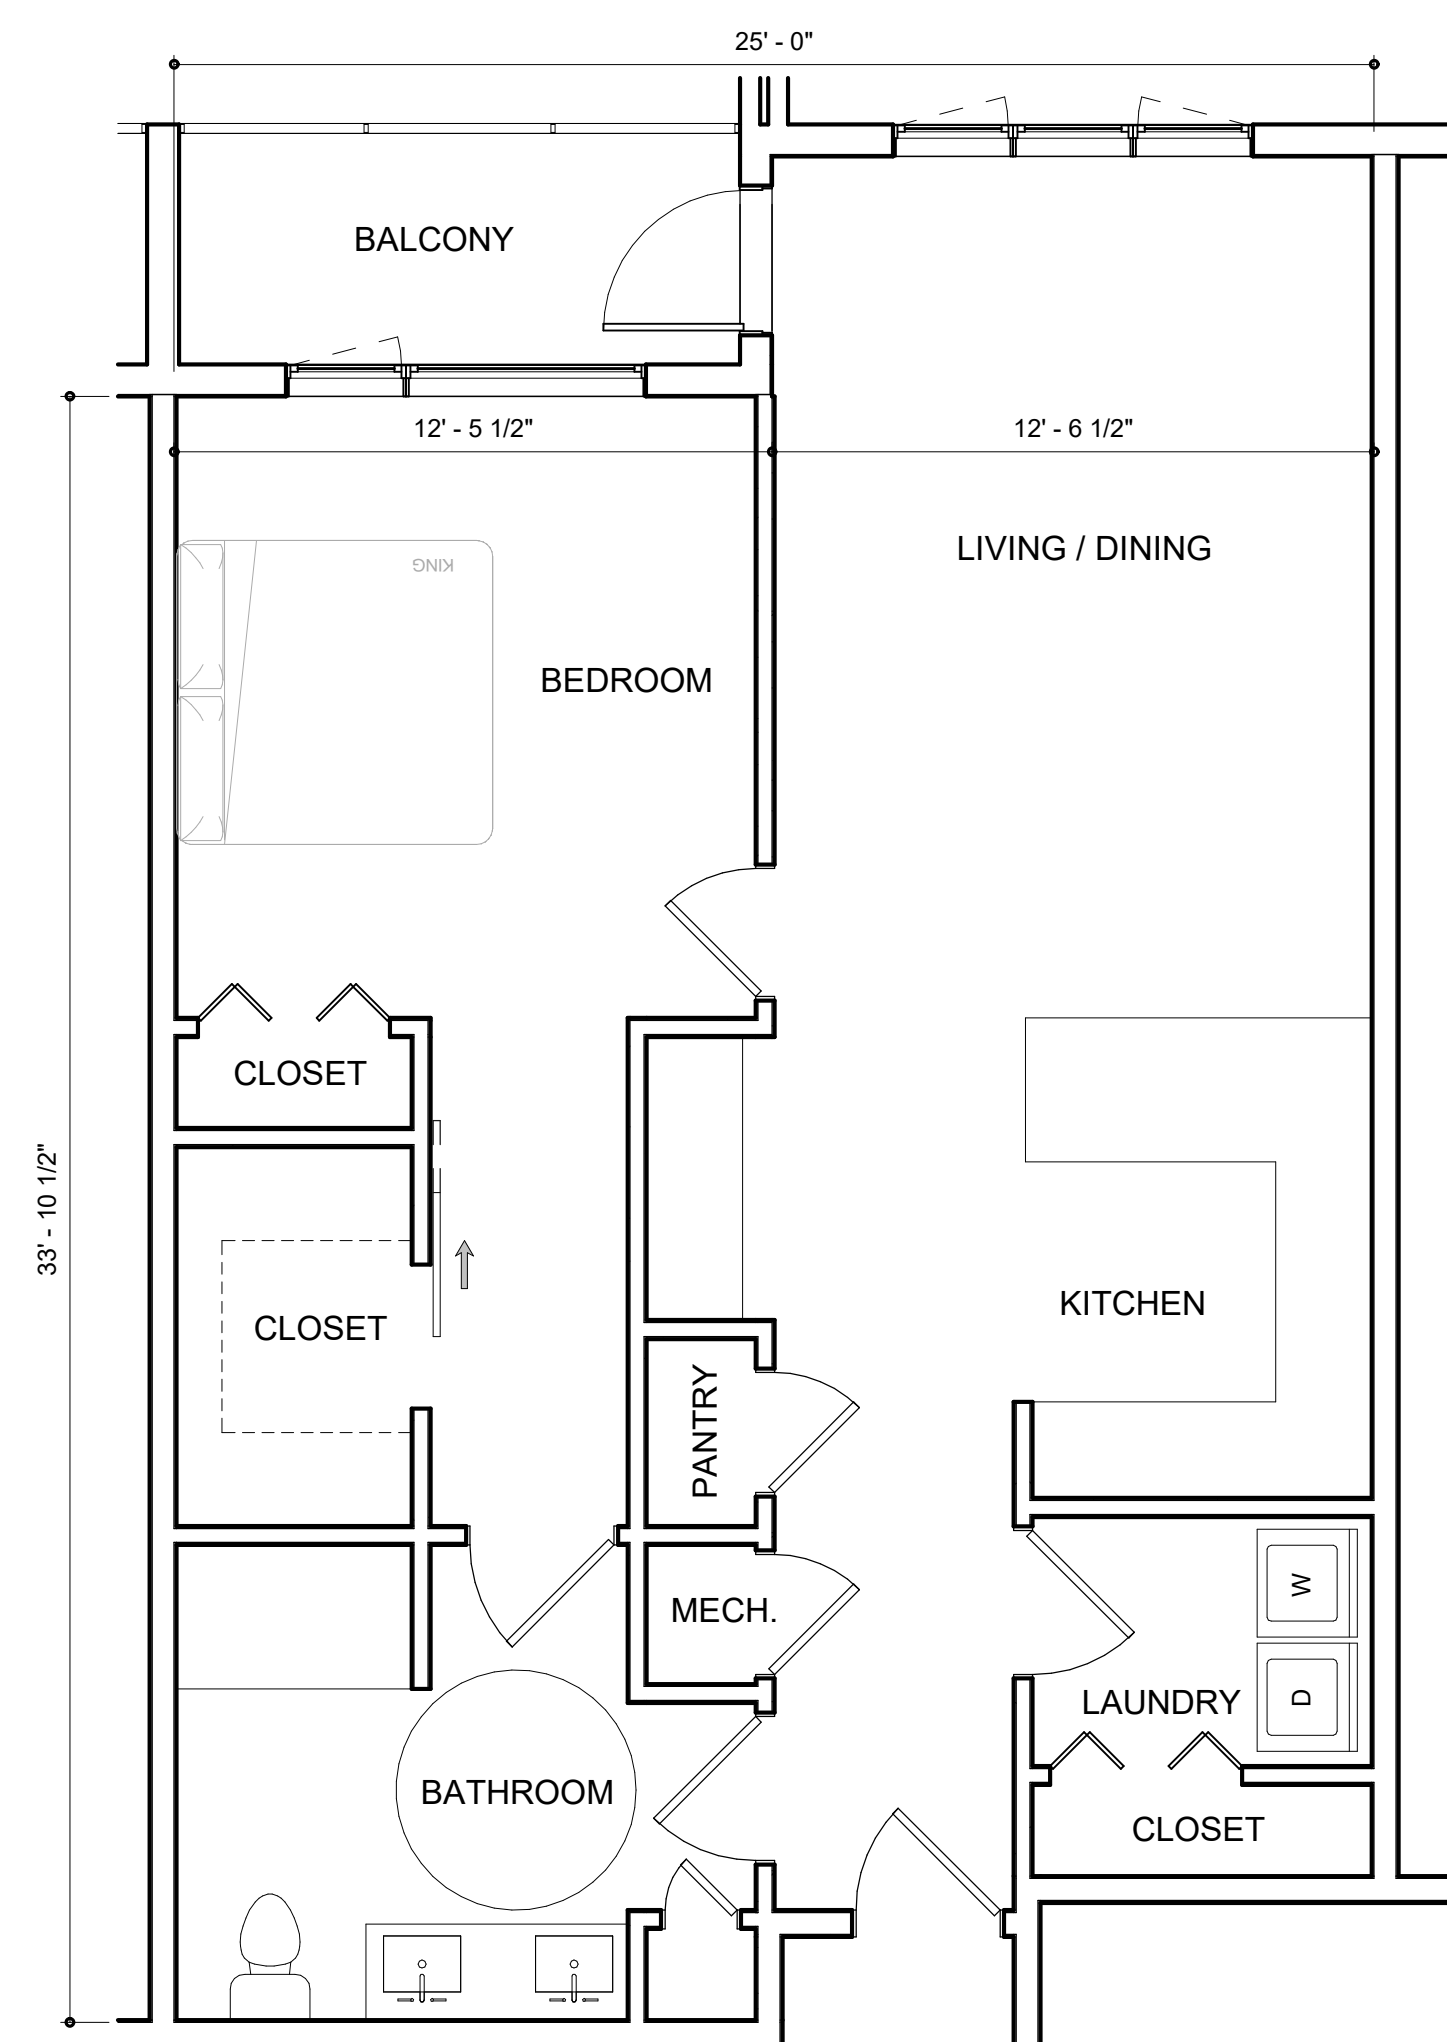 25' - 0"
BALCONY
12' - 5 1/2"
12' - 6 1/2"
LIVING / DINING
KING
BEDROOM
CLOSET
33' - 10 1/2"
CLOSET
KITCHEN
PANTRY
W
MECH.
D
LAUNDRY
BATHROOM
CLOSET